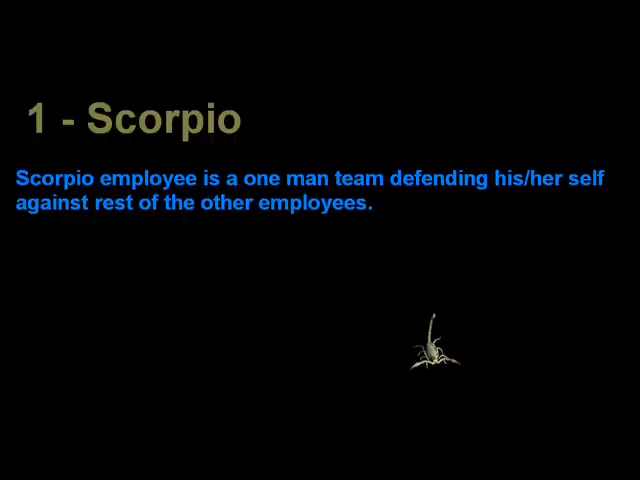 1 - Scorpio
Scorpio employee is a one man team defending his/her self
against rest of the other employees.